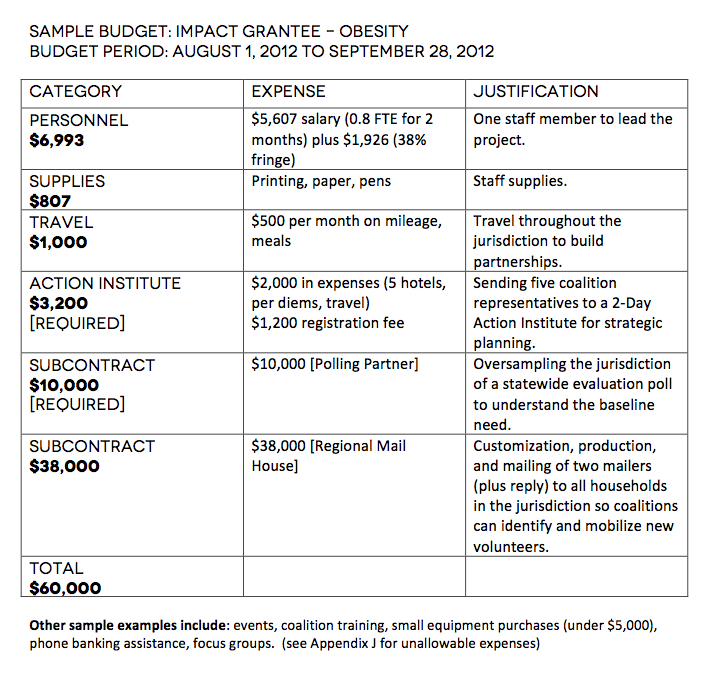 SAMPLE BUDGET: IMPACT GRANTEE – OBESITY
BUDGET PERIOD: AUGUST 1, 2012 TO SEPTEMBER 28, 2012
CATEGORY
EXPENSE
JUSTIFICATION
PERSONNEL
$6,993
$5,607 salary (0.8 FTE for 2
months) plus $1,926 (38%
fringe)
One staff member to lead the
project.
SUPPLIES
$807
Printing, paper, pens
Staff supplies.
TRAVEL
$1,000
$500 per month on mileage,
meals
Travel throughout the
jurisdiction to build
partnerships.
ACTION INSTITUTE
$3,200
[REQUIRED]
$2,000 in expenses (5 hotels,
per diems, travel)
$1,200 registration fee
Sending five coalition
representatives to a 2-Day
Action Institute for strategic
planning.
SUBCONTRACT
$10,000
[REQUIRED]
$10,000 [Polling Partner]
Oversampling the jurisdiction
of a statewide evaluation poll
to understand the baseline
need.
SUBCONTRACT
$38,000
$38,000 [Regional Mail
House]
Customization, production,
and mailing of two mailers
(plus reply) to all households
in the jurisdiction so coalitions
can identify and mobilize new
volunteers.
TOTAL
$60,000
Other sample examples include: events, coalition training, small equipment purchases (under $5,000),
phone banking assistance, focus groups.  (see Appendix J for unallowable expenses)